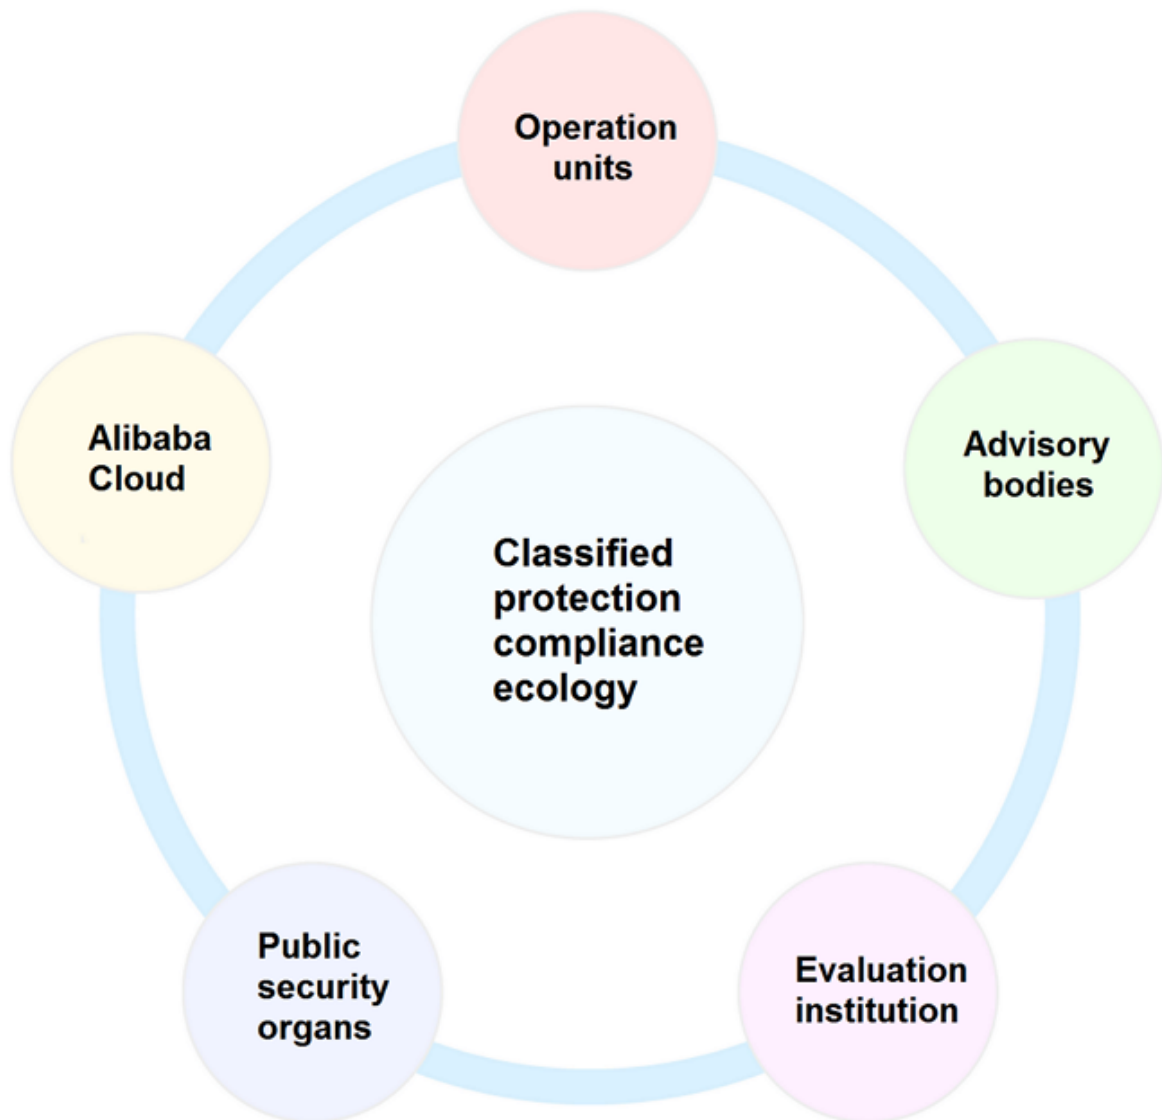 Operation
units
Alibaba
Cloud
Advisory
bodies
Classified
protection
compliance
ecology
Public
security
organs
Evaluation
institution